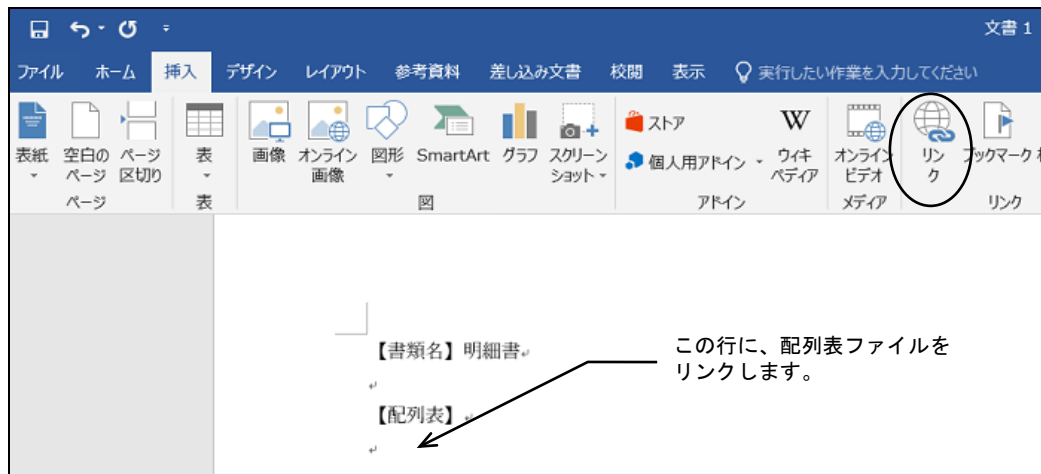 文書 1
ファイル ホーム 挿入 デザイン レイアウト 参考資料 差し込み文書 校閲 表示 実行したい作業を入力してください
表紙 空白の ページ 表 画像 オンライン 図形 SmartArt グラフ スクリーン ストア W ウィキ オンライン リン ブックマーク
ページ 区切り 画像 ショット 個人用アドイン ペディア ビデオ ク
ページ 表 図 アドイン メディア リンク
【書類名】明細書↵
↵
【配列表】↵
↵
この行に、配列表ファイルを
リンクします。